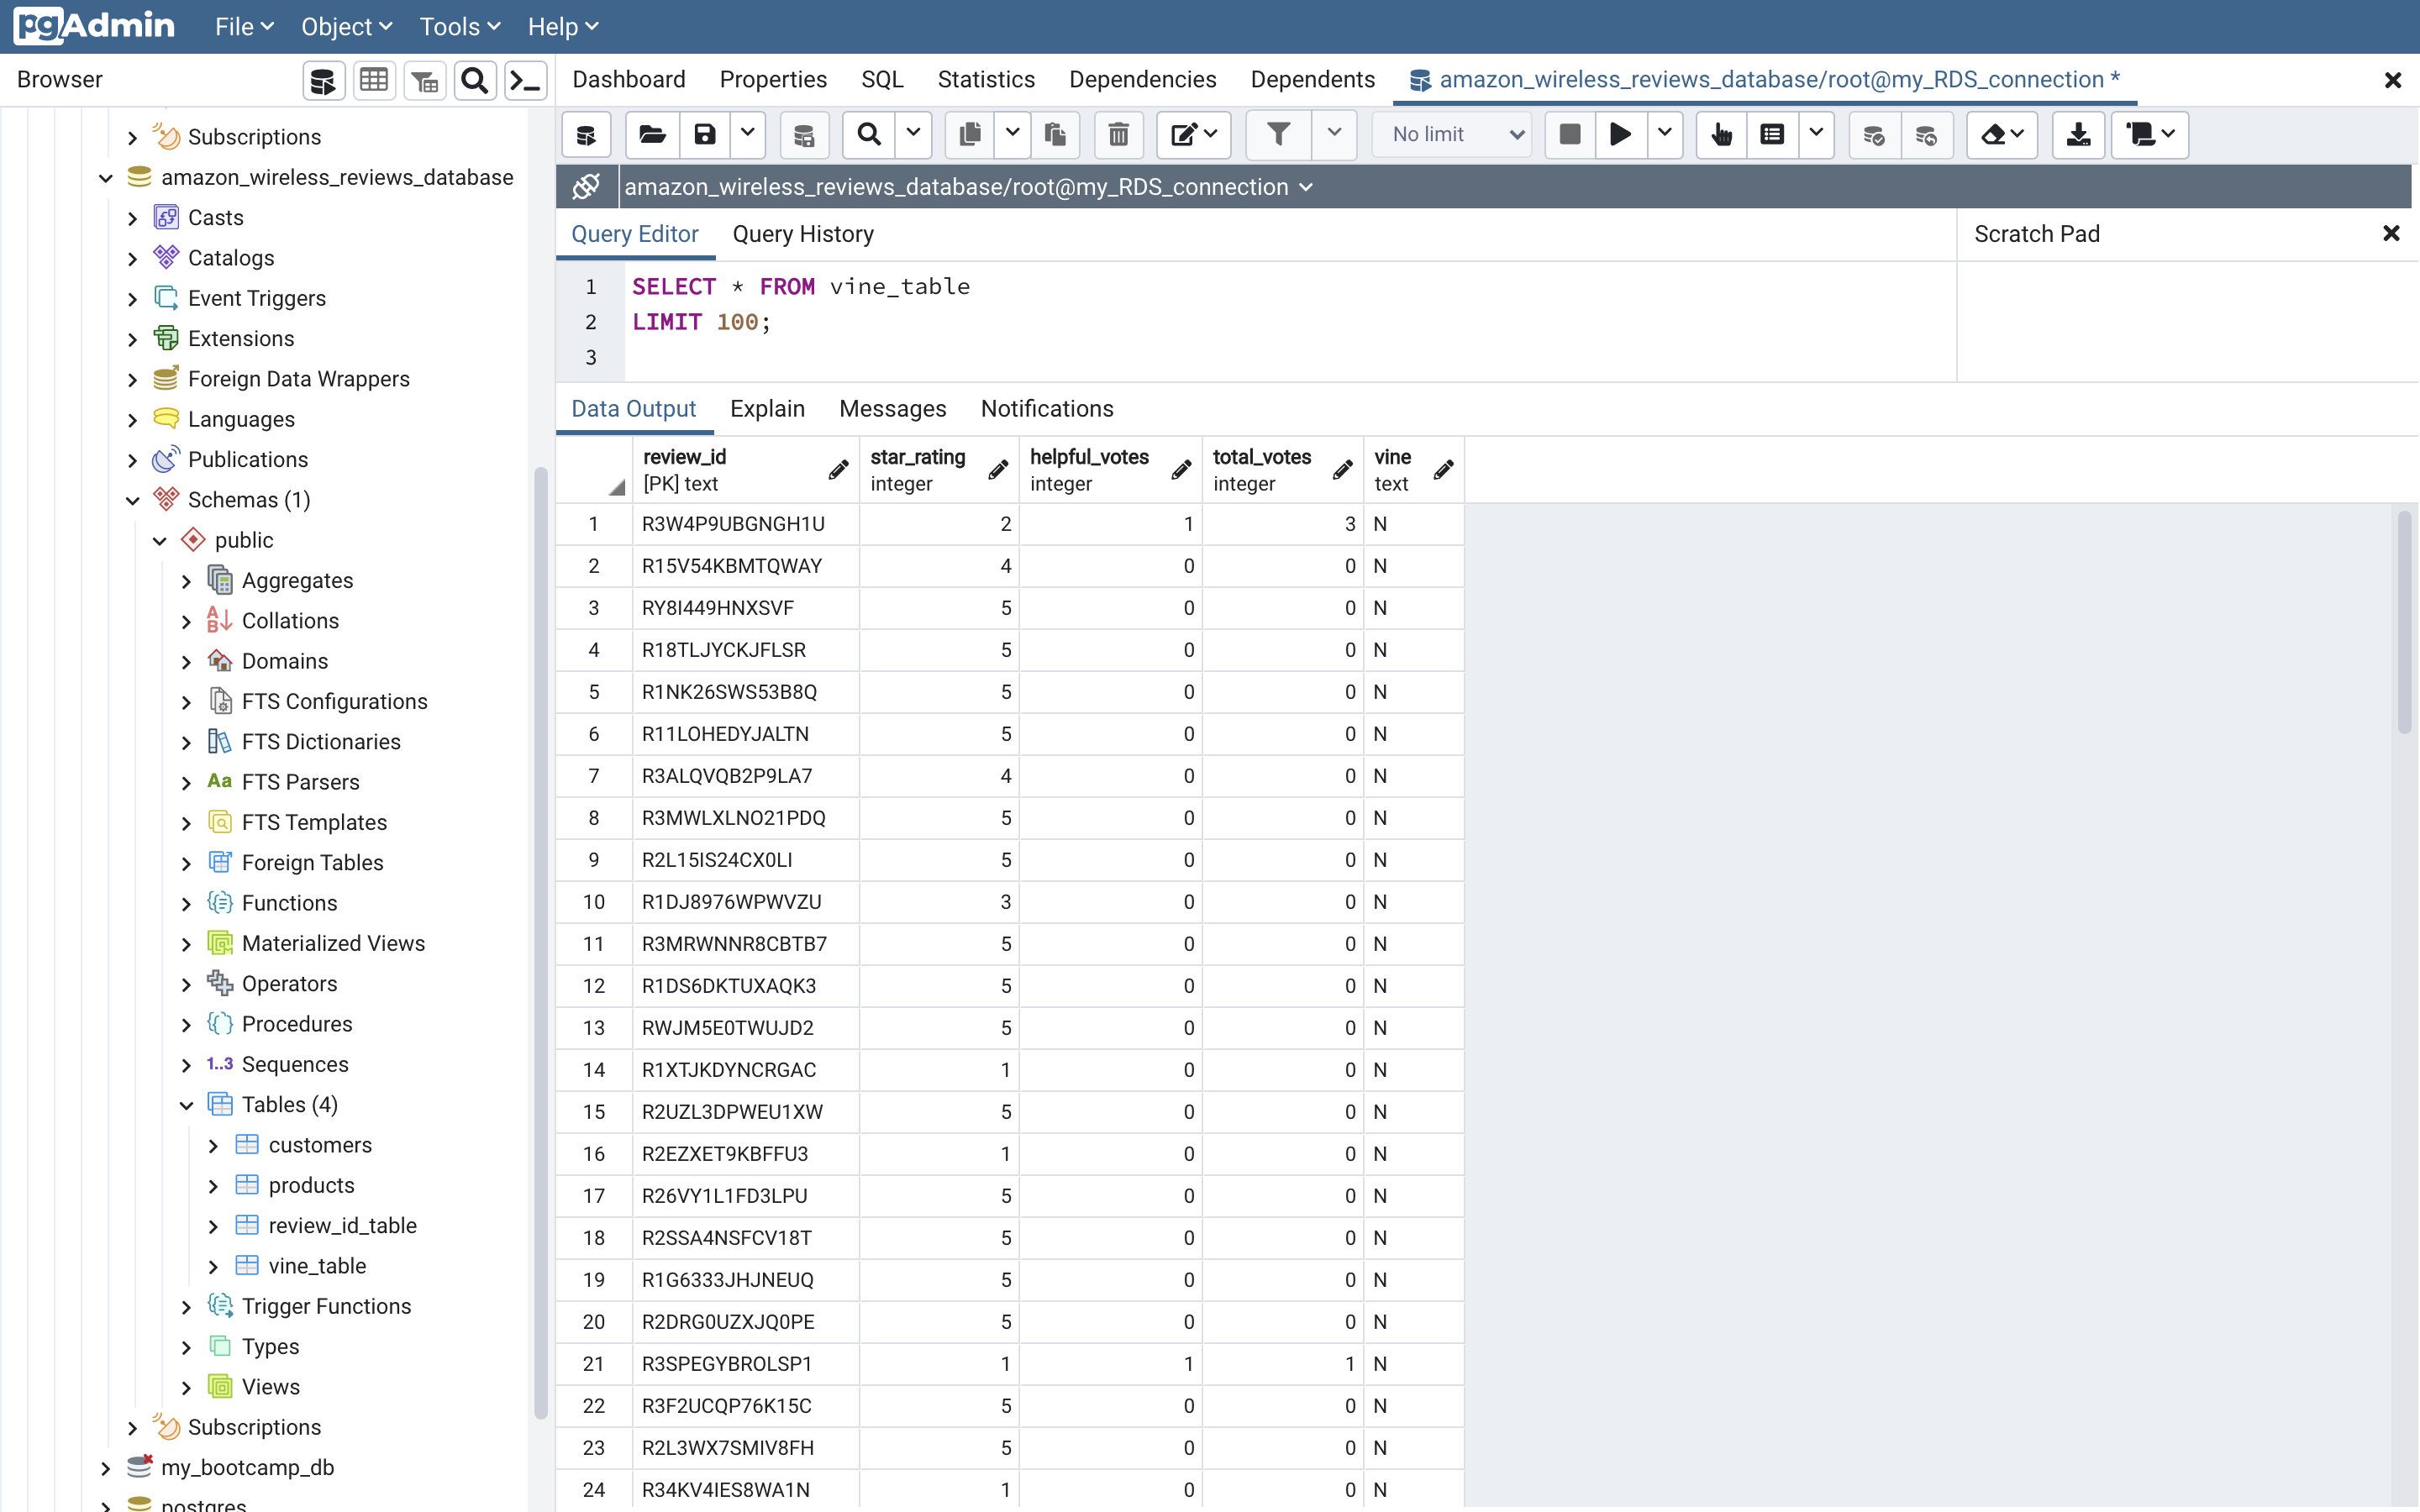 pgAdmin File Object Tools Help
Browser
Dashboard Properties SQL Statistics Dependencies Dependents amazon_wireless_reviews_database/root@my_RDS_connection *
No limit
amazon_wireless_reviews_database/root@my_RDS_connection
Query Editor Query History
Scratch Pad
1 SELECT * FROM vine_table
2 LIMIT 100;
3
Data Output Explain Messages Notifications
Subscriptions
amazon_wireless_reviews_database
Casts
Catalogs
Event Triggers
Extensions
Foreign Data Wrappers
Languages
Publications
Schemas (1)
public
Aggregates
Collations
Domains
FTS Configurations
FTS Dictionaries
Aa FTS Parsers
FTS Templates
Foreign Tables
Functions
Materialized Views
Operators
Procedures
1..3 Sequences
Tables (4)
customers
products
review_id_table
vine_table
Trigger Functions
Types
Views
Subscriptions
my_bootcamp_db
postgres
review_id star_rating helpful_votes total_votes vine
[PK] text integer integer integer text
1 R3W4P9UBGNGH1U 2 1 3 N
2 R15V54KBMTQWAY 4 0 0 N
3 RY8I449HNXSVF 5 0 0 N
4 R18TLJYCKJFLSR 5 0 0 N
5 R1NK26SWS53B8Q 5 0 0 N
6 R11LOHEDYJALTN 5 0 0 N
7 R3ALQVQB2P9LA7 4 0 0 N
8 R3MWLXLNO21PDQ 5 0 0 N
9 R2L15IS24CX0LI 5 0 0 N
10 R1DJ8976WPWVZU 3 0 0 N
11 R3MRWNNR8CBTB7 5 0 0 N
12 R1DS6DKTUXAQK3 5 0 0 N
13 RWJM5E0TWUJD2 5 0 0 N
14 R1XTJKDYNCRGAC 1 0 0 N
15 R2UZL3DPWEU1XW 5 0 0 N
16 R2EZXET9KBFFU3 1 0 0 N
17 R26VY1L1FD3LPU 5 0 0 N
18 R2SSA4NSFCV18T 5 0 0 N
19 R1G6333JHJNEUQ 5 0 0 N
20 R2DRG0UZXJQ0PE 5 0 0 N
21 R3SPEGYBROLSP1 1 1 1 N
22 R3F2UCQP76K15C 5 0 0 N
23 R2L3WX7SMIV8FH 5 0 0 N
24 R34KV4IES8WA1N 1 0 0 N